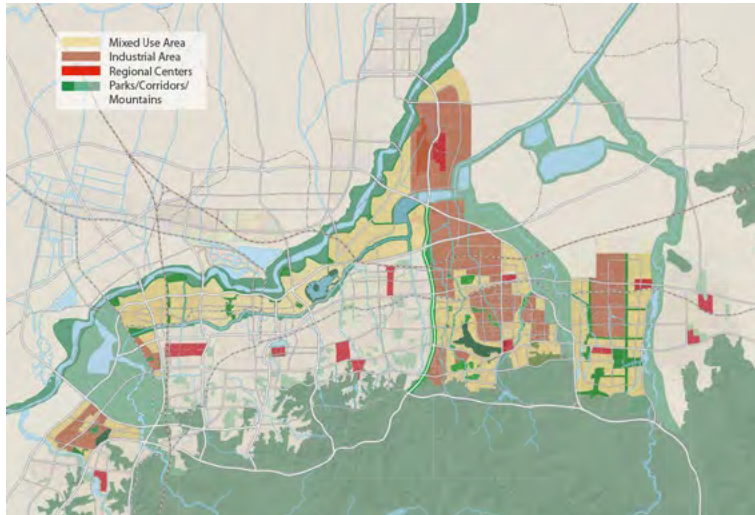 Mixed Use Area
Industrial Area
Regional Centers
Parks/Corridors/
Mountains